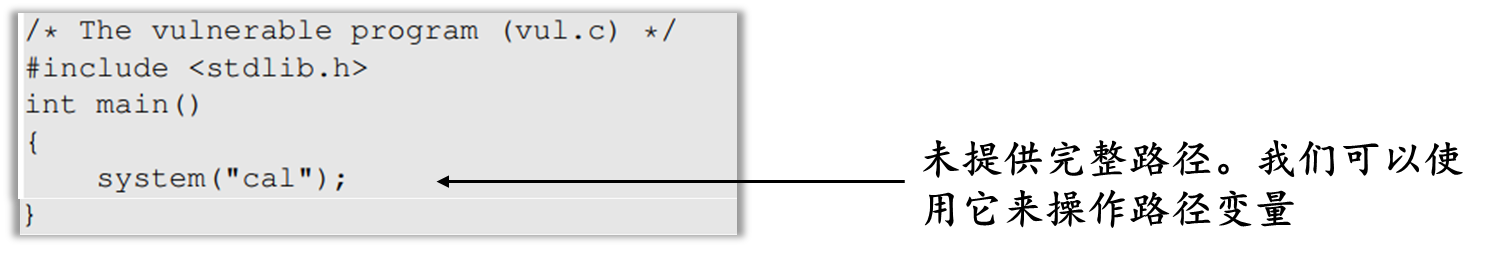 /* The vulnerable program (vul.c) */
#include <stdlib.h>
int main()
{
    system("cal");
}
未提供完整路径。我们可以使
用它来操作路径变量